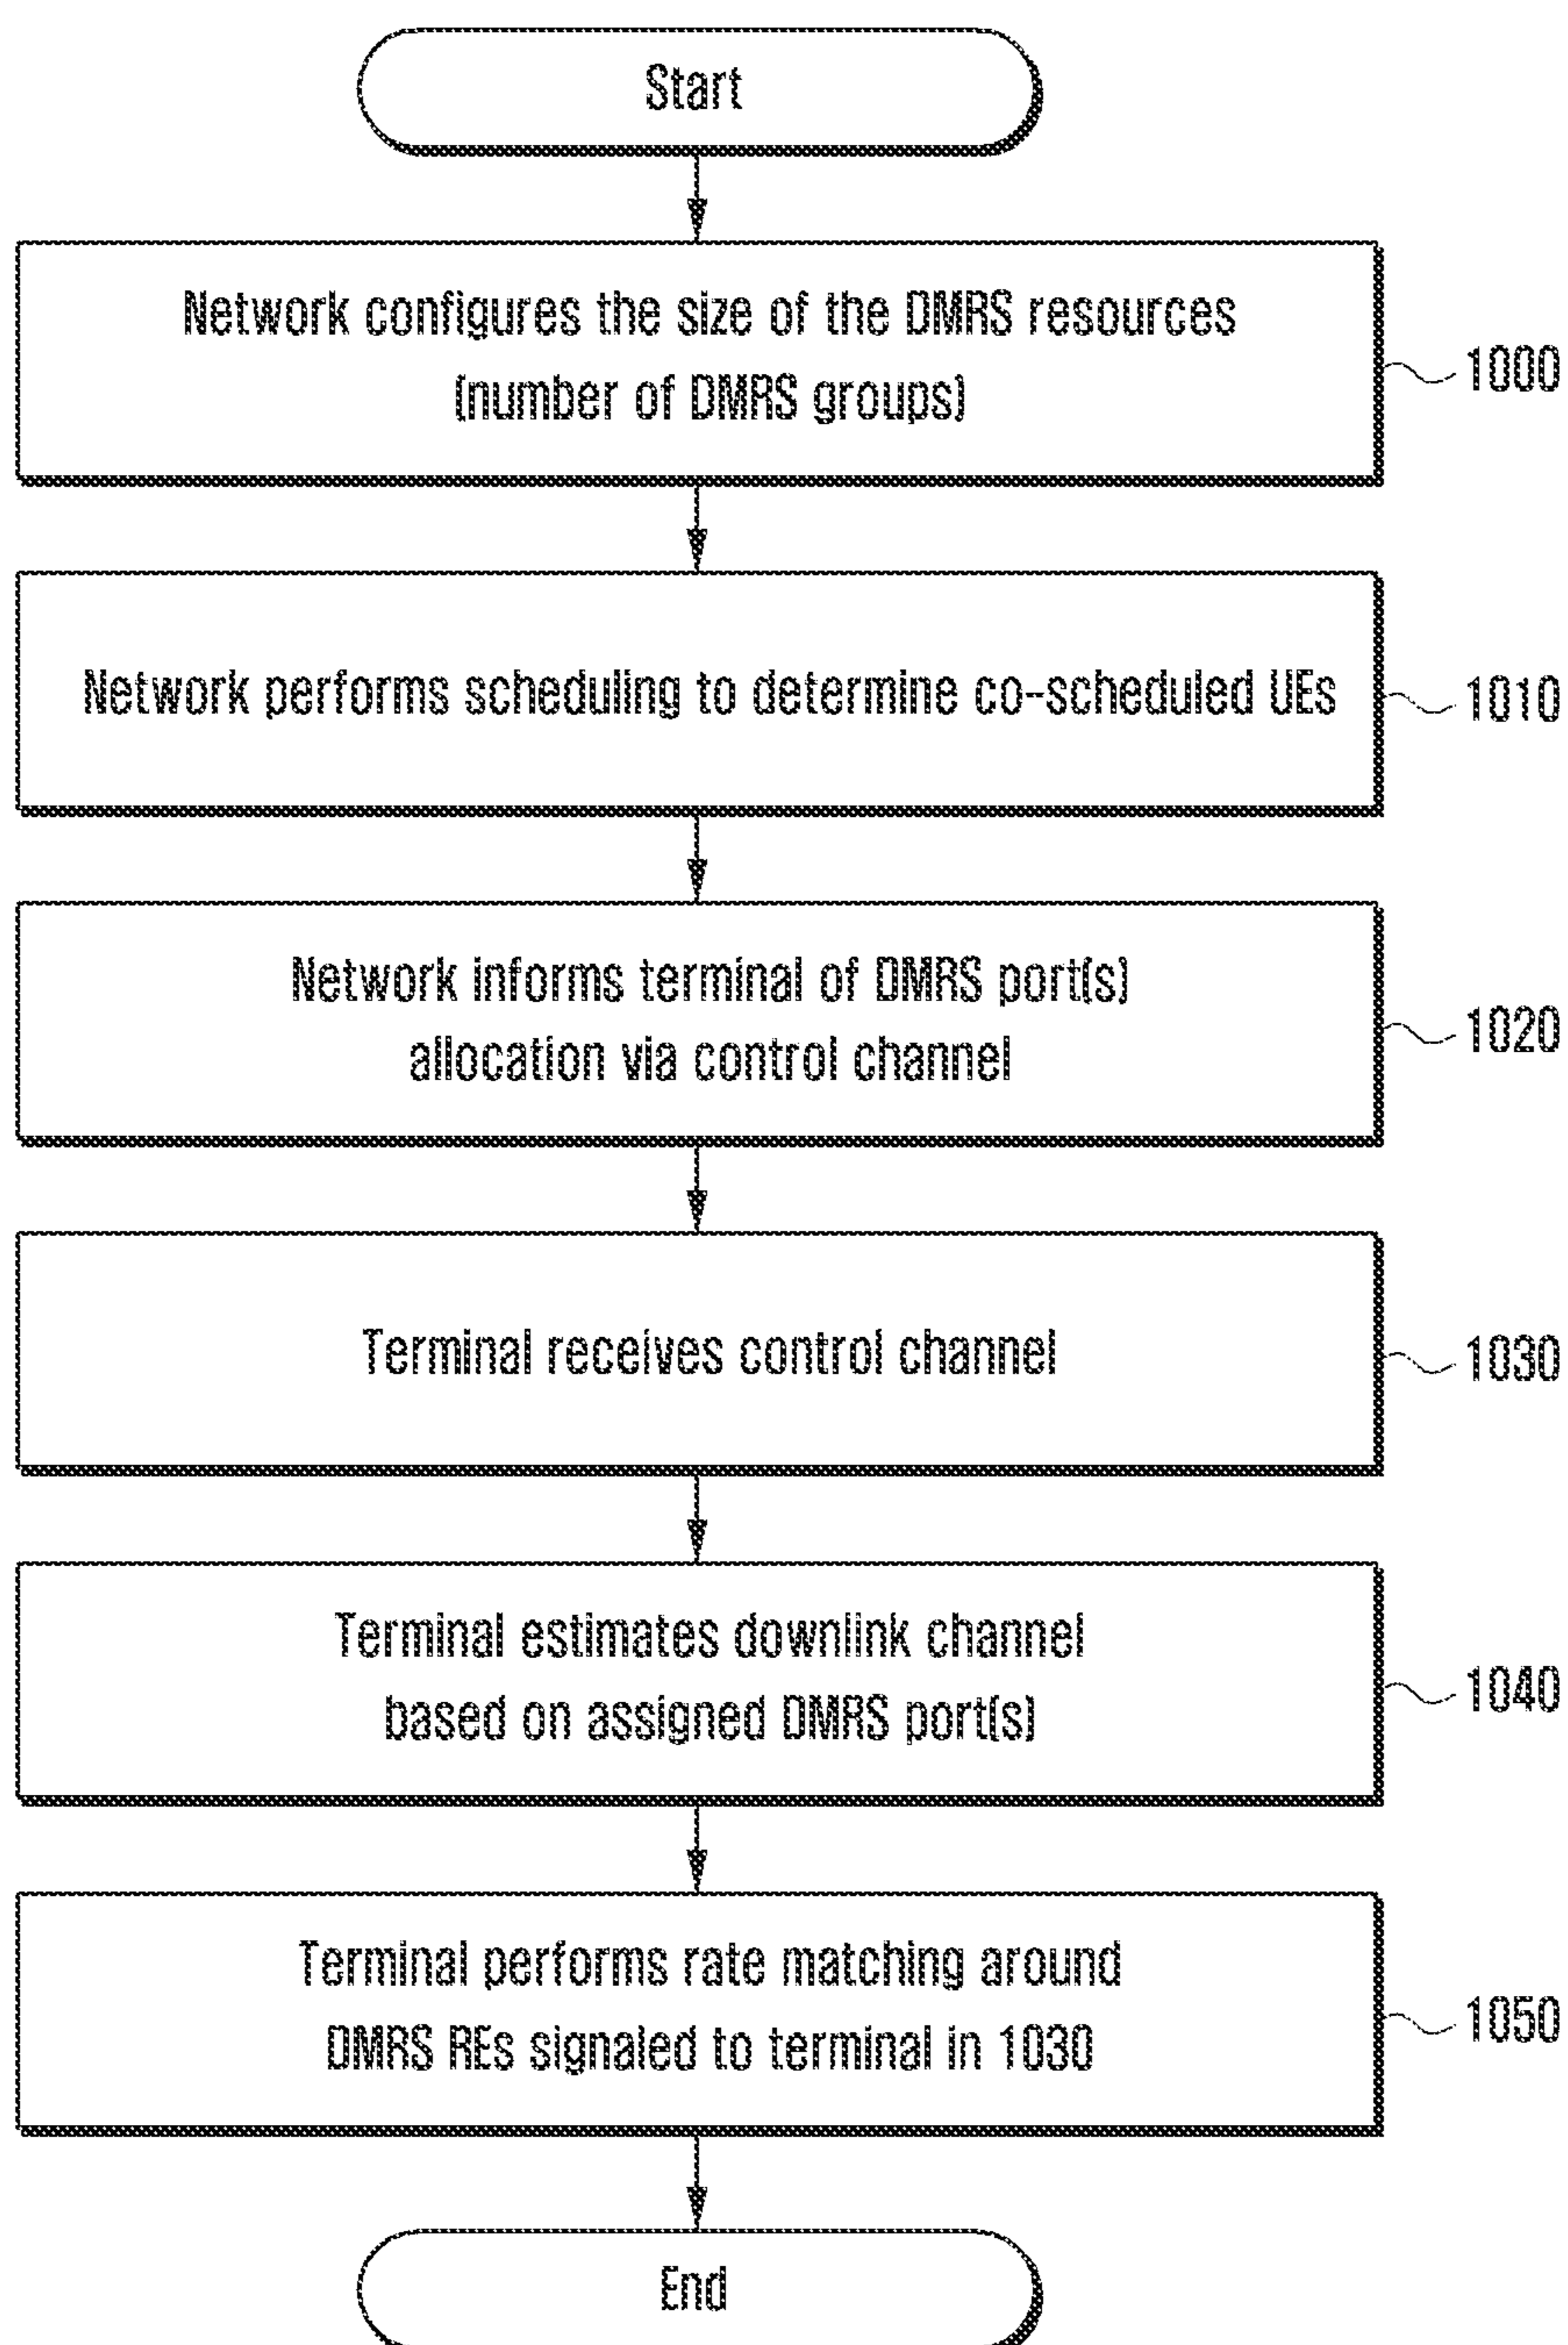 Start
Network configures the size of the DMRS resources
(number of DMRS groups)
1000
Network performs scheduling to determine co-scheduled UEs
1010
Network informs terminal of DMRS port(s)
allocation via control channel
1020
Terminal receives control channel
1030
Terminal estimates downlink channel
based on assigned DMRS port(s)
1040
Terminal performs rate matching around
DMRS REs signaled to terminal in 1030
1050
End